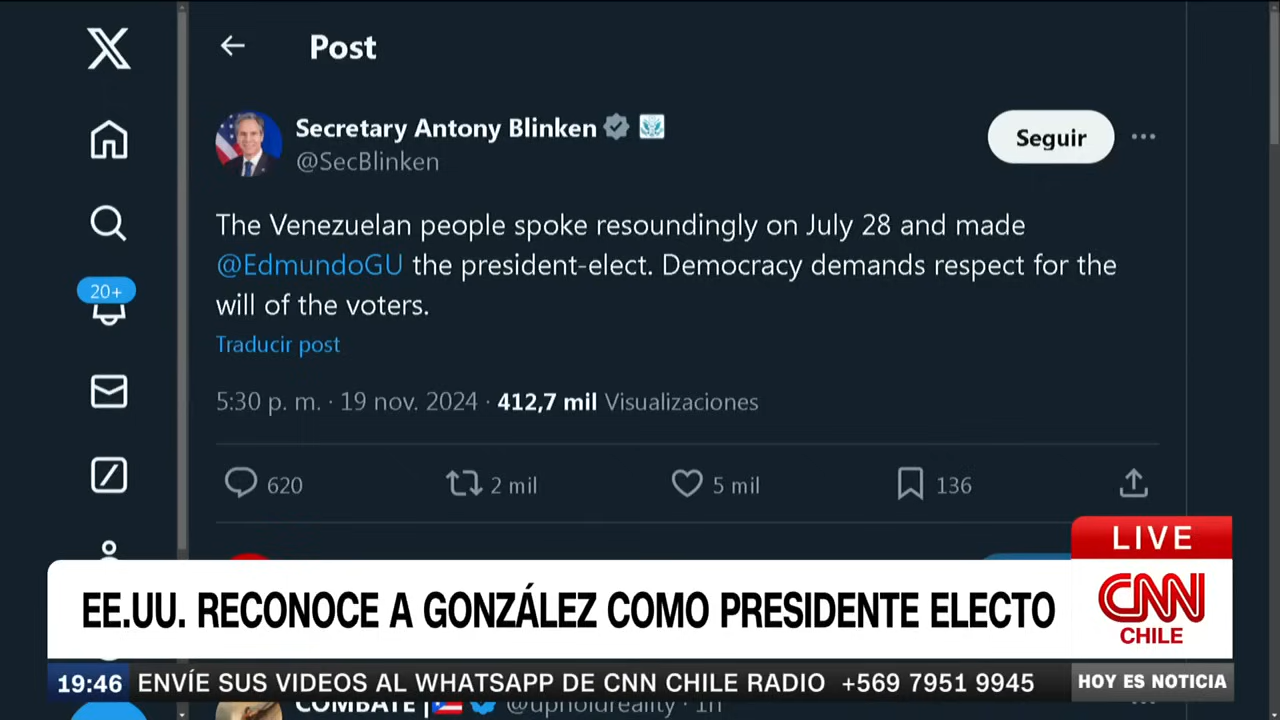 Post
Secretary Antony Blinken
@SecBlinken
Seguir
The Venezuelan people spoke resoundingly on July 28 and made
@EdmundoGU the president-elect. Democracy demands respect for the
will of the voters.
Traducir post
20+
5:30 p. m. · 19 nov. 2024 · 412,7 mil Visualizaciones
620
2 mil
5 mil
136
LIVE
EE.UU. RECONOCE A GONZÁLEZ COMO PRESIDENTE ELECTO
CNN
CHILE
19:46 ENVÍE SUS VIDEOS AL WHATSAPP DE CNN CHILE RADIO +569 7951 9945
HOY ES NOTICIA
COMBATE | @upholdreality · 1h